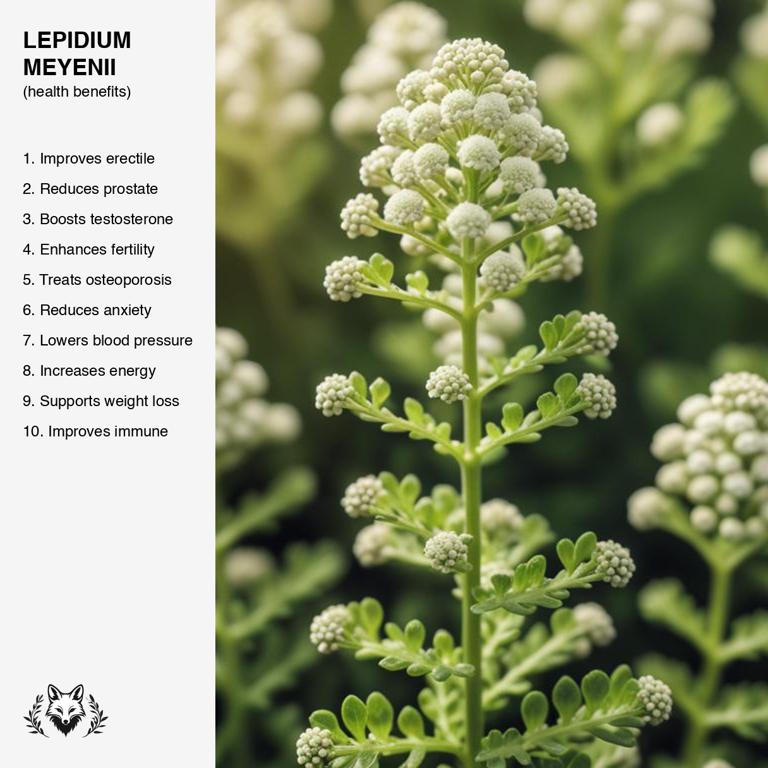 LEPIDIUM
MEYENII
(health benefits)
1. Improves erectile
2. Reduces prostate
3. Boosts testosterone
4. Enhances fertility
5. Treats osteoporosis
6. Reduces anxiety
7. Lowers blood pressure
8. Increases energy
9. Supports weight loss
10. Improves immune